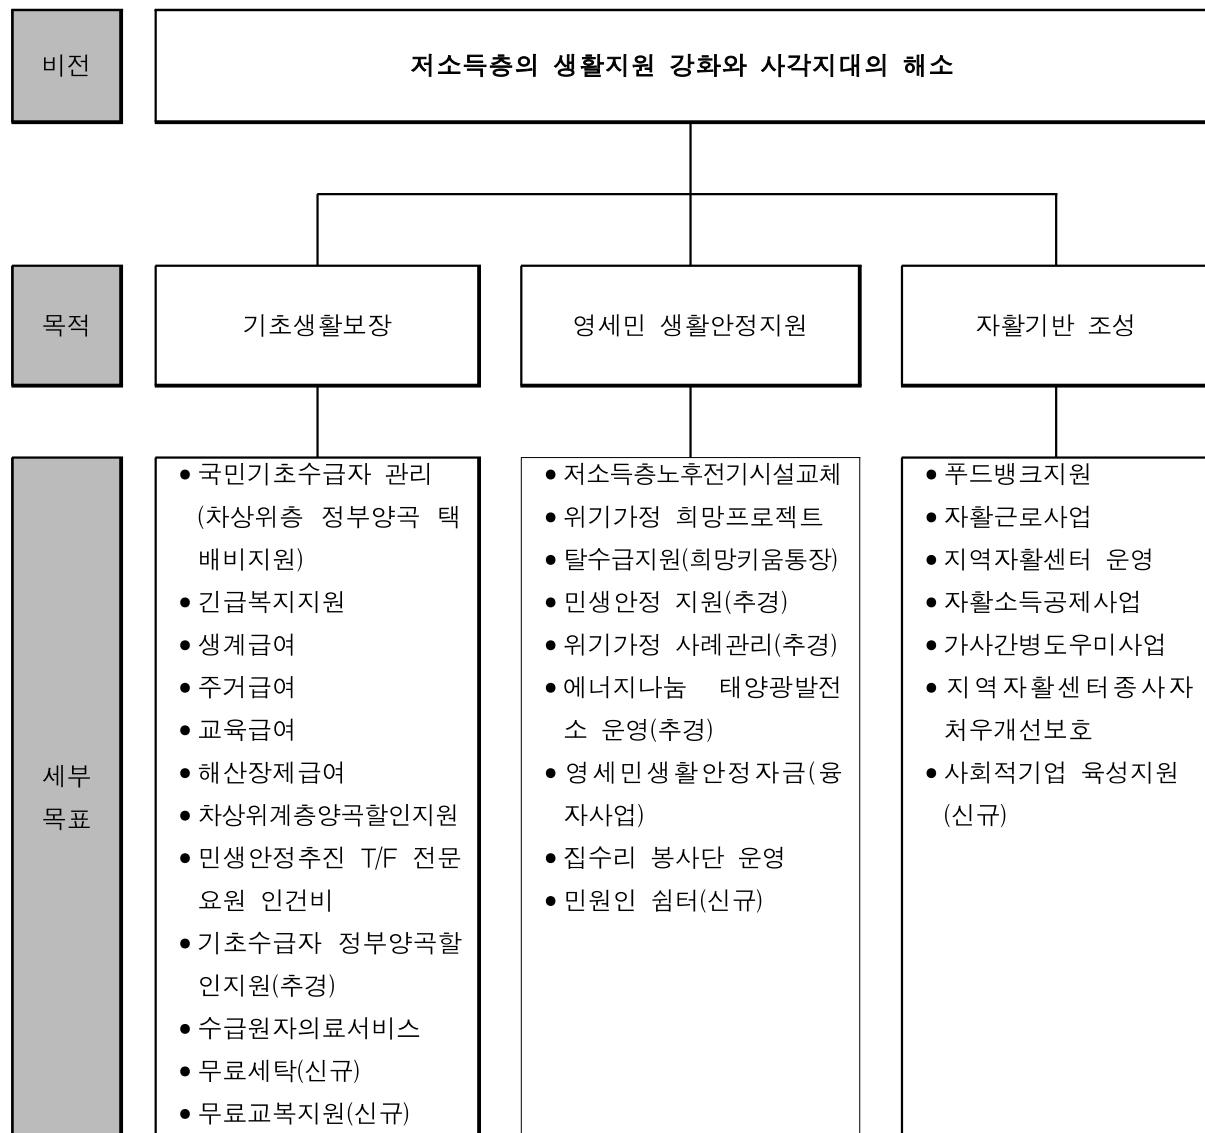 비전
저소득층의 생활지원 강화와 사각지대의 해소
목적
기초생활보장
영세민 생활안정지원
자활기반 조성
세부
목표
● 국민기초수급자 관리
(차상위층 정부양곡 택
배비지원)
● 긴급복지지원
● 생계급여
● 주거급여
● 교육급여
● 해산장제급여
● 차상위계층양곡할인지원
● 민생안정추진 T/F 전문
요원 인건비
● 기초수급자 정부양곡할
인지원(추경)
● 수급원자의료서비스
● 무료세탁(신규)
● 무료교복지원(신규)
● 저소득층노후전기시설교체
● 위기가정 희망프로젝트
● 탈수급지원(희망키움통장)
● 민생안정 지원(추경)
● 위기가정 사례관리(추경)
● 에너지나눔 태양광발전
소 운영(추경)
● 영세민생활안정자금(융
자사업)
● 집수리 봉사단 운영
● 민원인 쉼터(신규)
● 푸드뱅크지원
● 자활근로사업
● 지역자활센터 운영
● 자활소득공제사업
● 가사간병도우미사업
● 지역자활센터종사자
처우개선보호
● 사회적기업 육성지원
(신규)